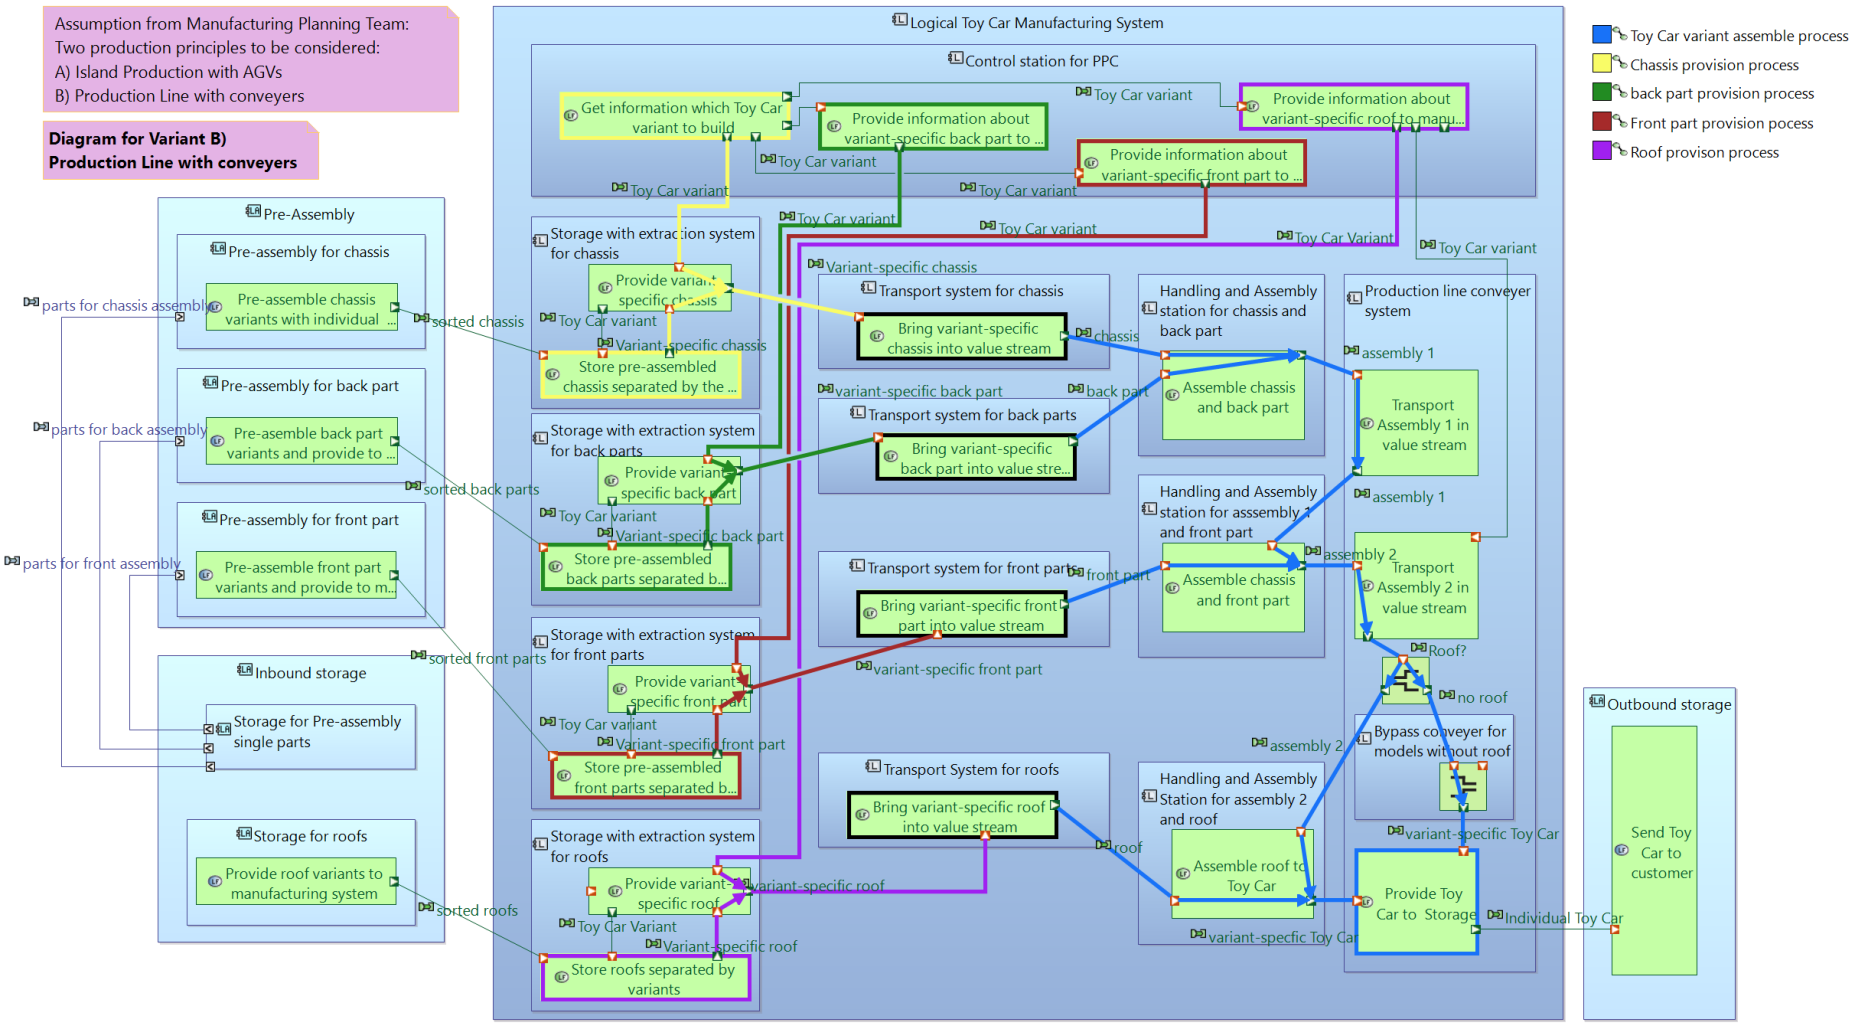 Assumption from Manufacturing Planning Team:
Two production principles to be considered:
A) Island Production with AGVs
B) Production Line with conveyers
Diagram for Variant B)
Production Line with conveyers
Toy Car variant assemble process
Chassis provision process
back part provision process
Front part provision pocess
Roof provison process
Logical Toy Car Manufacturing System
Control station for PPC
Get information which Toy Car
variant to build
Provide information about
variant-specific back part to ...
Provide information about
variant-specific roof to manu...
Provide information about
variant-specific front part to ...
Toy Car variant
Toy Car variant
Toy Car variant
Toy Car variant
Toy Car variant
Toy Car variant
Toy Car Variant
Toy Car variant
Pre-Assembly
Pre-assembly for chassis
Pre-assemble chassis
variants with individual ...
parts for chassis assembly
sorted chassis
Pre-assembly for back part
Pre-asemble back part
variants and provide to ...
parts for back assembly
sorted back parts
Pre-assembly for front part
Pre-assemble front part
variants and provide to m...
parts for front assembly
sorted front parts
Inbound storage
Storage for Pre-assembly
single parts
Storage for roofs
Provide roof variants to
manufacturing system
sorted roofs
Storage with extraction system
for chassis
Provide variant-
specific chassis
Toy Car variant
Variant-specific chassis
Store pre-assembled
chassis separated by the ...
Storage with extraction system
for back parts
Provide variant-
specific back part
Toy Car variant
Variant-specific back part
Store pre-assembled
back parts separated b...
Storage with extraction system
for front parts
Provide variant-
specific front part
Toy Car variant
Variant-specific front part
Store pre-assembled
front parts separated b...
Storage with extraction system
for roofs
Provide variant-
specific roof
Toy Car Variant
Variant-specific roof
Store roofs separated by
variants
Variant-specific chassis
Transport system for chassis
Bring variant-specific
chassis into value stream
chassis
variant-specific back part
back part
Transport system for back parts
Bring variant-specific
back part into value stre...
Transport system for front parts
front part
Bring variant-specific front
part into value stream
variant-specific front part
Transport System for roofs
Bring variant-specific roof
into value stream
roof
variant-specific roof
Handling and Assembly
station for chassis and
back part
Assemble chassis
and back part
Handling and Assembly
station for asssembly 1
and front part
Assemble chassis
and front part
assembly 2
assembly 2
Handling and Assembly
Station for assembly 2
and roof
Assemble roof to
Toy Car
variant-specfic Toy Car
Production line conveyer
system
assembly 1
Transport
Assembly 1 in
value stream
assembly 1
Transport
Assembly 2 in
value stream
Roof?
no roof
Bypass conveyer for
models without roof
variant-specific Toy Car
Provide Toy
Car to Storage
Individual Toy Car
Outbound storage
Send Toy
Car to
customer